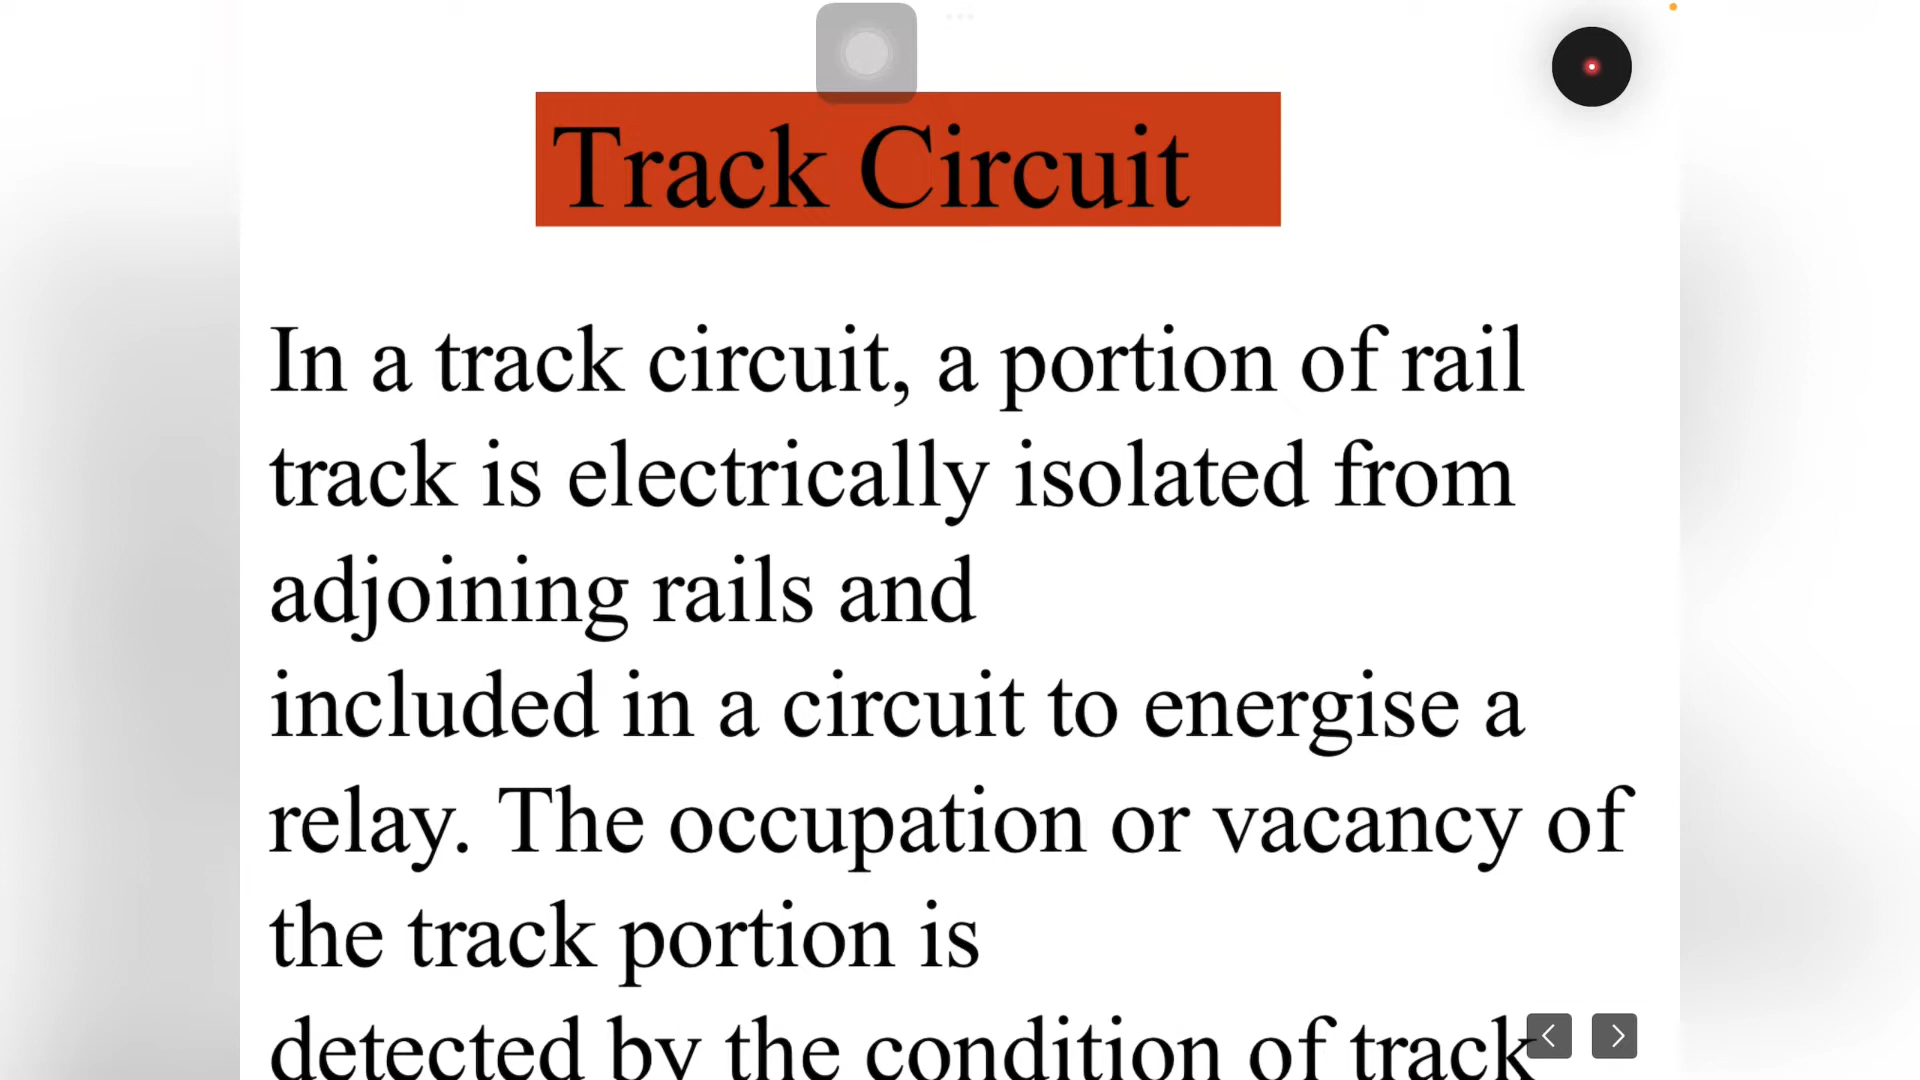 Track Circuit
In a track circuit, a portion of rail
track is electrically isolated from
adjoining rails and
included in a circuit to energise a
relay. The occupation or vacancy of
the track portion is
detected by the condition of track